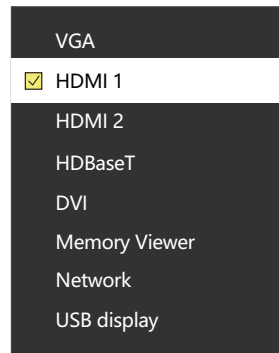 VGA
HDMI 1
HDMI 2
HDBaseT
DVI
Memory Viewer
Network
USB display